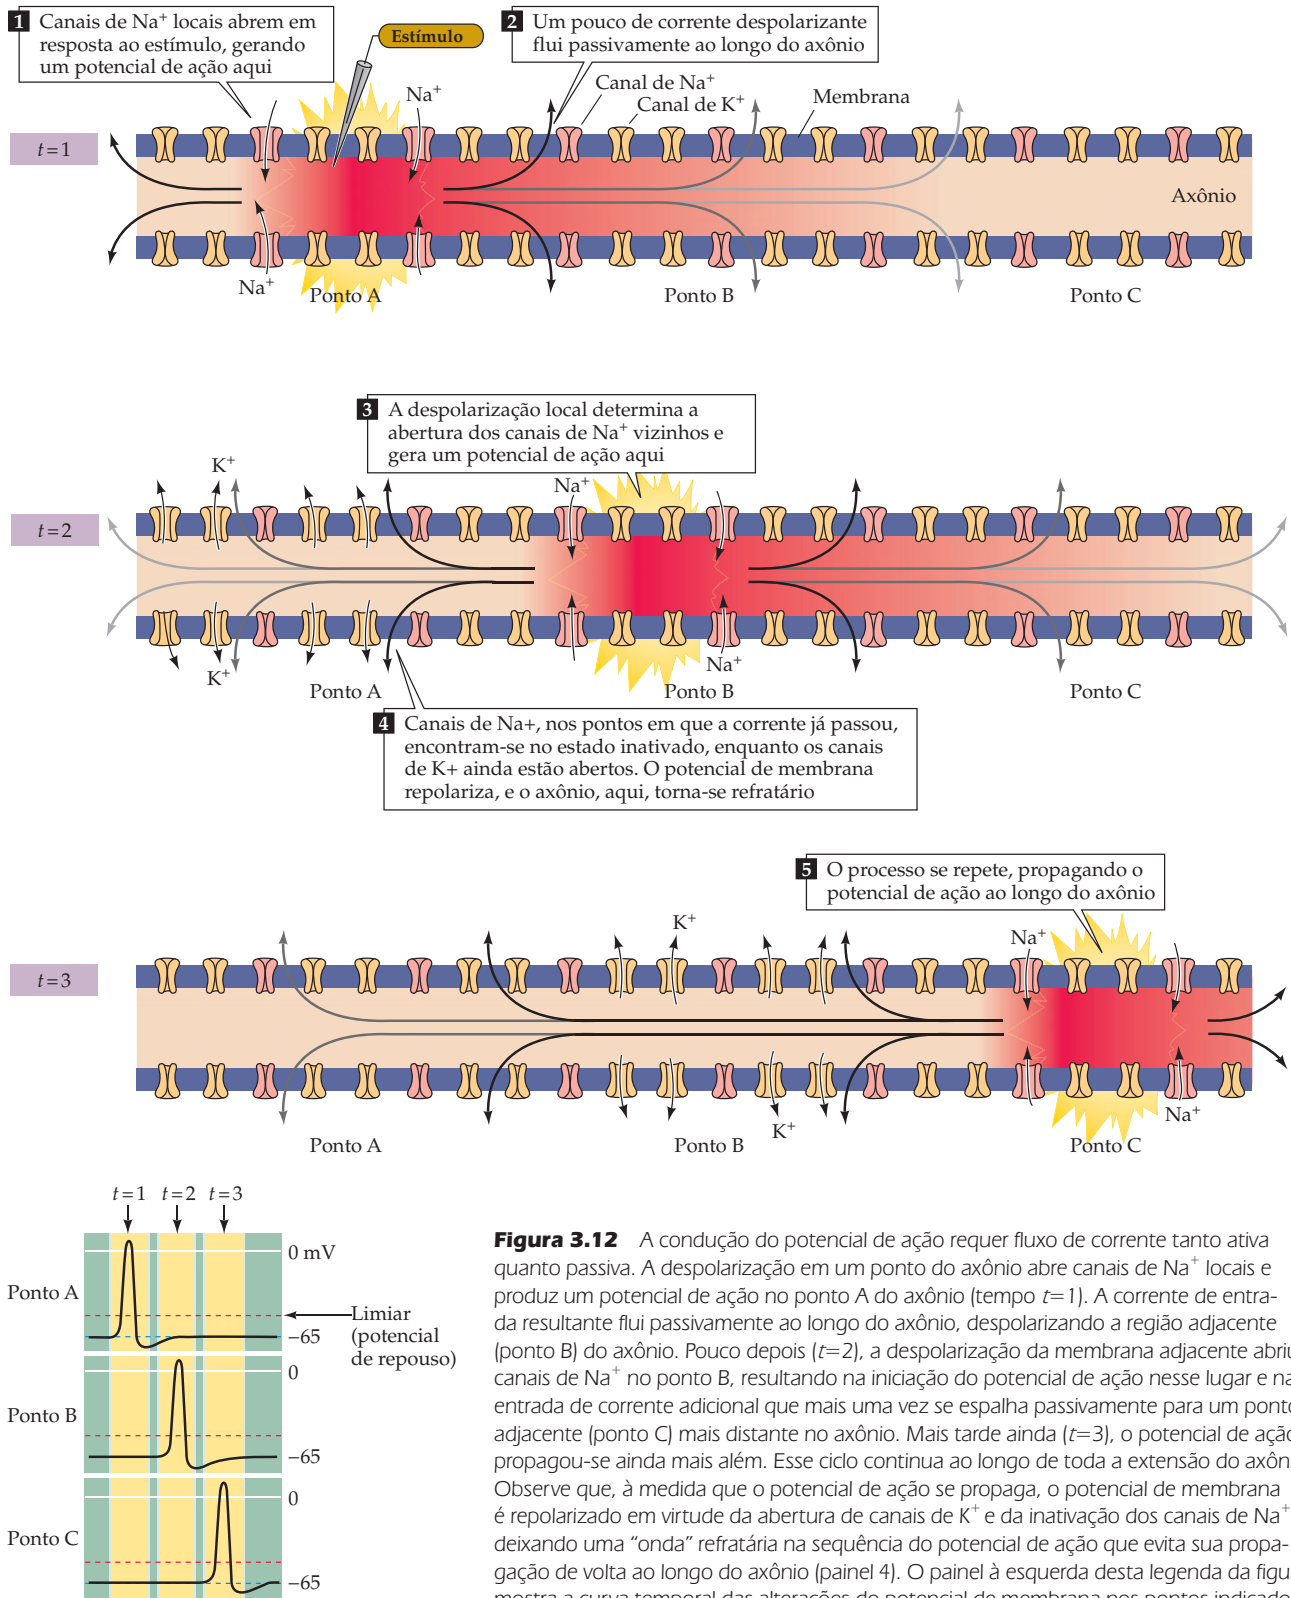 1 Canais de Na+ locais abrem em
resposta ao estímulo, gerando
um potencial de ação aqui
Estímulo
2 Um pouco de corrente despolarizante
flui passivamente ao longo do axônio
Na+
Canal de Na+
Canal de K+
Membrana
t=1
Axônio
Na+
Ponto A
Ponto B
Ponto C
3 A despolarização local determina a
abertura dos canais de Na+ vizinhos e
gera um potencial de ação aqui
K+
Na+
t=2
K+
Na+
Ponto A
Ponto B
Ponto C
4 Canais de Na+, nos pontos em que a corrente já passou,
encontram-se no estado inativado, enquanto os canais
de K+ ainda estão abertos. O potencial de membrana
repolariza, e o axônio, aqui, torna-se refratário
5 O processo se repete, propagando o
potencial de ação ao longo do axônio
K+
Na+
t=3
K+
Na+
Ponto A
Ponto B
Ponto C
t=1 t=2 t=3
0 mV
Ponto A
Limiar
(potencial
de repouso)
−65
0
Ponto B
−65
0
Ponto C
−65
Figura 3.12 A condução do potencial de ação requer fluxo de corrente tanto ativa
quanto passiva. A despolarização em um ponto do axônio abre canais de Na+ locais e
produz um potencial de ação no ponto A do axônio (tempo t=1). A corrente de entra-
da resultante flui passivamente ao longo do axônio, despolarizando a região adjacente
(ponto B) do axônio. Pouco depois (t=2), a despolarização da membrana adjacente abriu
canais de Na+ no ponto B, resultando na iniciação do potencial de ação nesse lugar e na
entrada de corrente adicional que mais uma vez se espalha passivamente para um ponto
adjacente (ponto C) mais distante no axônio. Mais tarde ainda (t=3), o potencial de ação
propagou-se ainda mais além. Esse ciclo continua ao longo de toda a extensão do axôn
Observe que, à medida que o potencial de ação se propaga, o potencial de membrana
é repolarizado em virtude da abertura de canais de K+ e da inativação dos canais de Na+
deixando uma “onda” refratária na sequência do potencial de ação que evita sua propa-
gação de volta ao longo do axônio (painel 4). O painel à esquerda desta legenda da figu
mostra a curva temporal das alterações do potencial de membrana nos pontos indicado